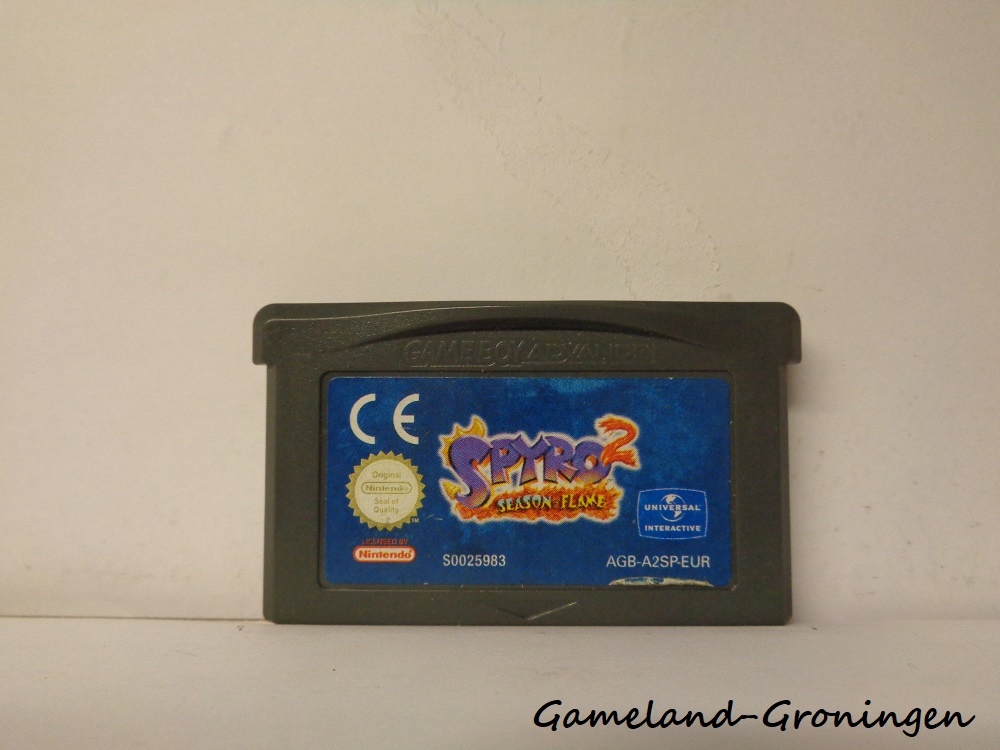 GAME BOY ADVANCE
CE
SPYRO 2
SEASON OF FLAME
Original
Nintendo
Seal of
Quality
TM
LICENSED BY
Nintendo
S0025983
UNIVERSAL
INTERACTIVE
AGB-A2SP-EUR
Gameland-Groningen